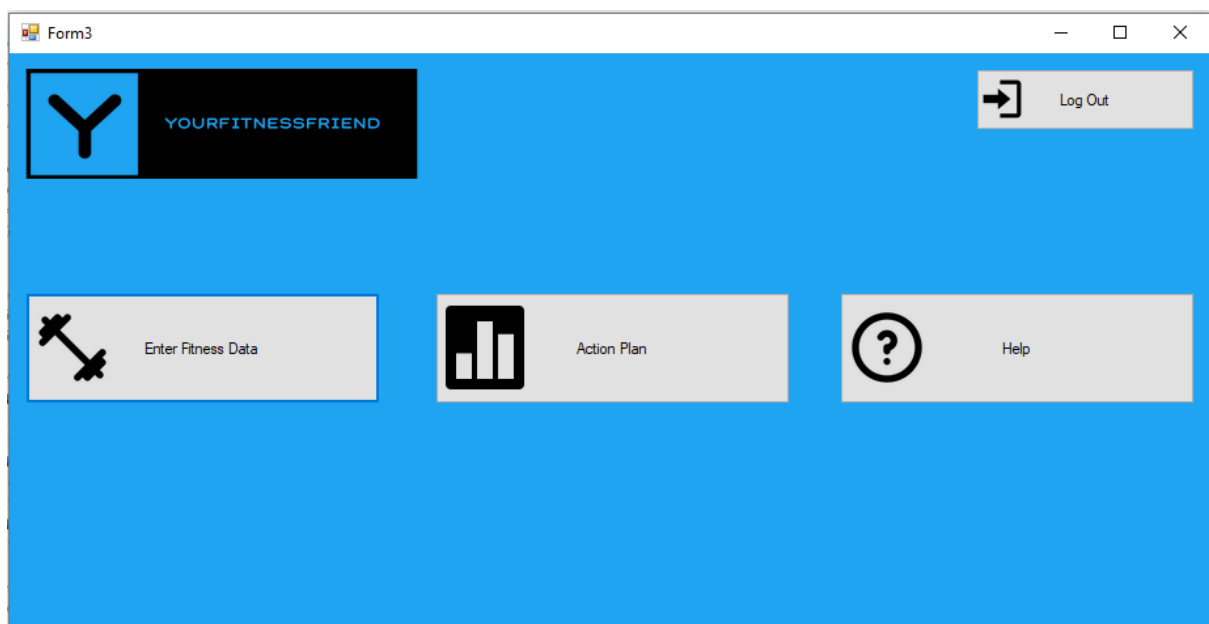 Form3
Y
YOURFITNESSFRIEND
Log Out
Enter Fitness Data
Action Plan
?
Help